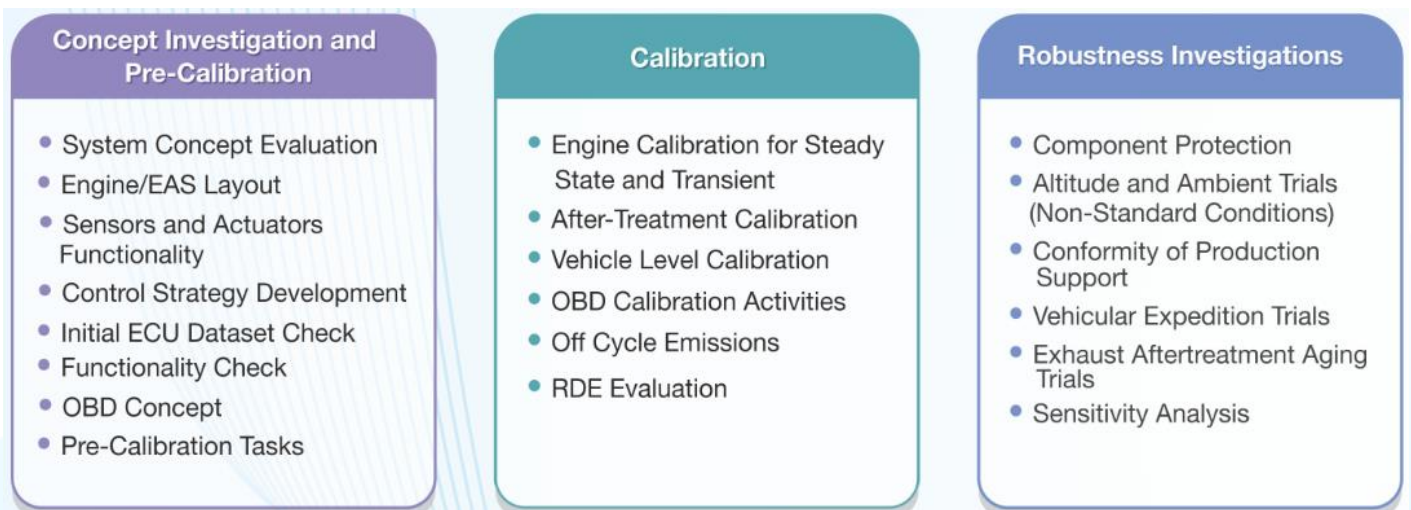 Concept Investigation and
Pre-Calibration
System Concept Evaluation
Engine/EAS Layout
Sensors and Actuators
Functionality
Control Strategy Development
Initial ECU Dataset Check
Functionality Check
OBD Concept
Pre-Calibration Tasks
Calibration
Engine Calibration for Steady
State and Transient
After-Treatment Calibration
Vehicle Level Calibration
OBD Calibration Activities
Off Cycle Emissions
RDE Evaluation
Robustness Investigations
Component Protection
Altitude and Ambient Trials
(Non-Standard Conditions)
Conformity of Production
Support
Vehicular Expedition Trials
Exhaust Aftertreatment Aging
Trials
Sensitivity Analysis